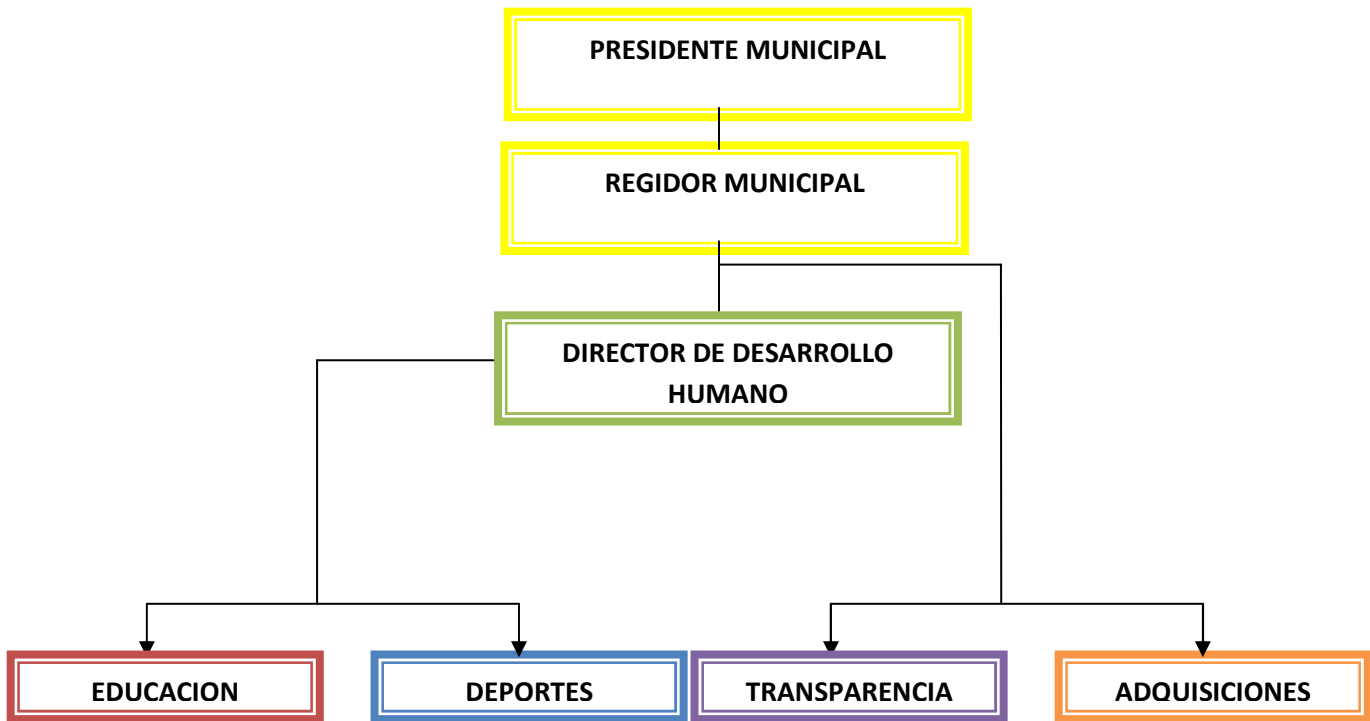 PRESIDENTE MUNICIPAL
REGIDOR MUNICIPAL
DIRECTOR DE DESARROLLO
HUMANO
EDUCACION
DEPORTES
TRANSPARENCIA
ADQUISICIONES